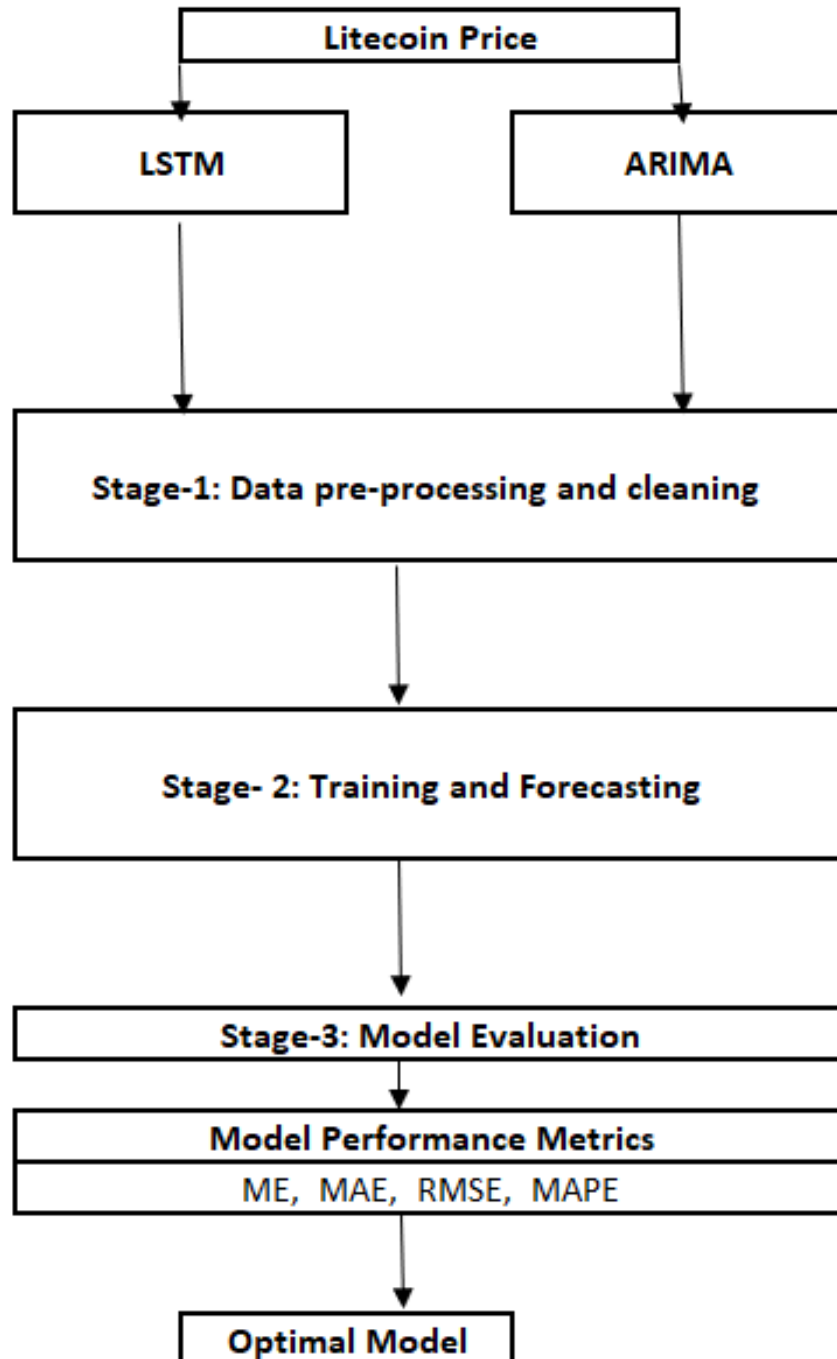 Litecoin Price
LSTM
ARIMA
Stage-1: Data pre-processing and cleaning
Stage- 2: Training and Forecasting
Stage-3: Model Evaluation
Model Performance Metrics
ME, MAE, RMSE, MAPE
Optimal Model